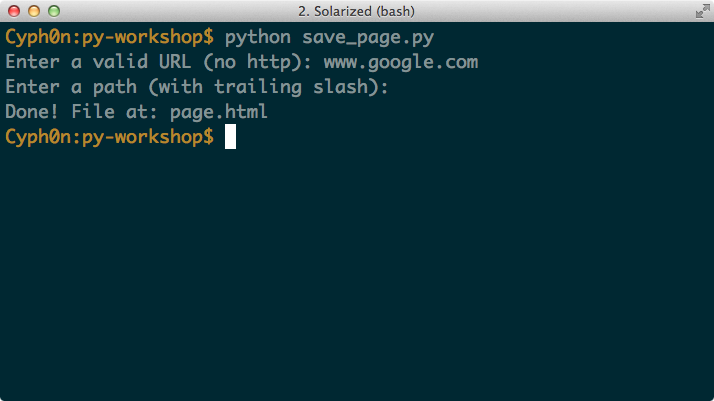 2. Solarized (bash)
Cyph0n:py-workshop$ python save_page.py
Enter a valid URL (no http): www.google.com
Enter a path (with trailing slash):
Done! File at: page.html
Cyph0n:py-workshop$